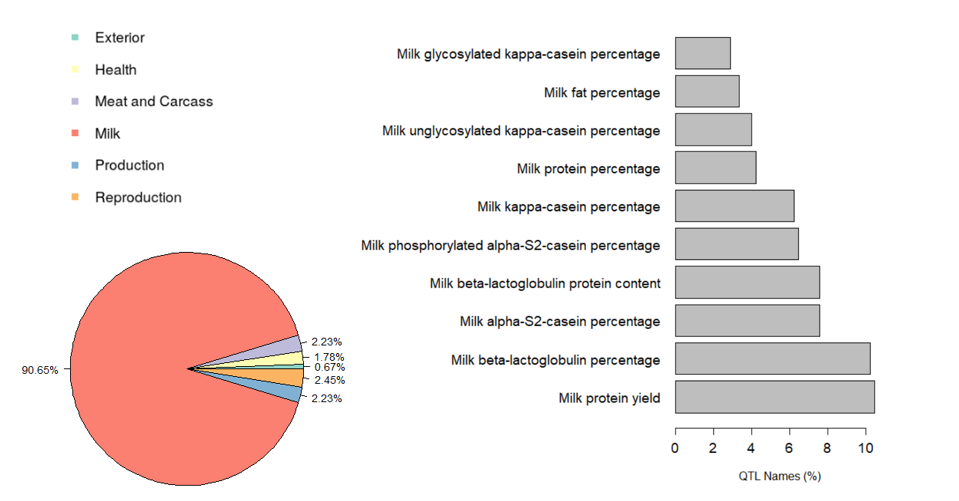 Exterior
Health
Meat and Carcass
Milk
Production
Reproduction
90.65%
2.23%
1.78%
0.67%
2.45%
2.23%
Milk glycosylated kappa-casein percentage
Milk fat percentage
Milk unglycosylated kappa-casein percentage
Milk protein percentage
Milk kappa-casein percentage
Milk phosphorylated alpha-S2-casein percentage
Milk beta-lactoglobulin protein content
Milk alpha-S2-casein percentage
Milk beta-lactoglobulin percentage
Milk protein yield
0 2 4 6 8 10
QTL Names (%)